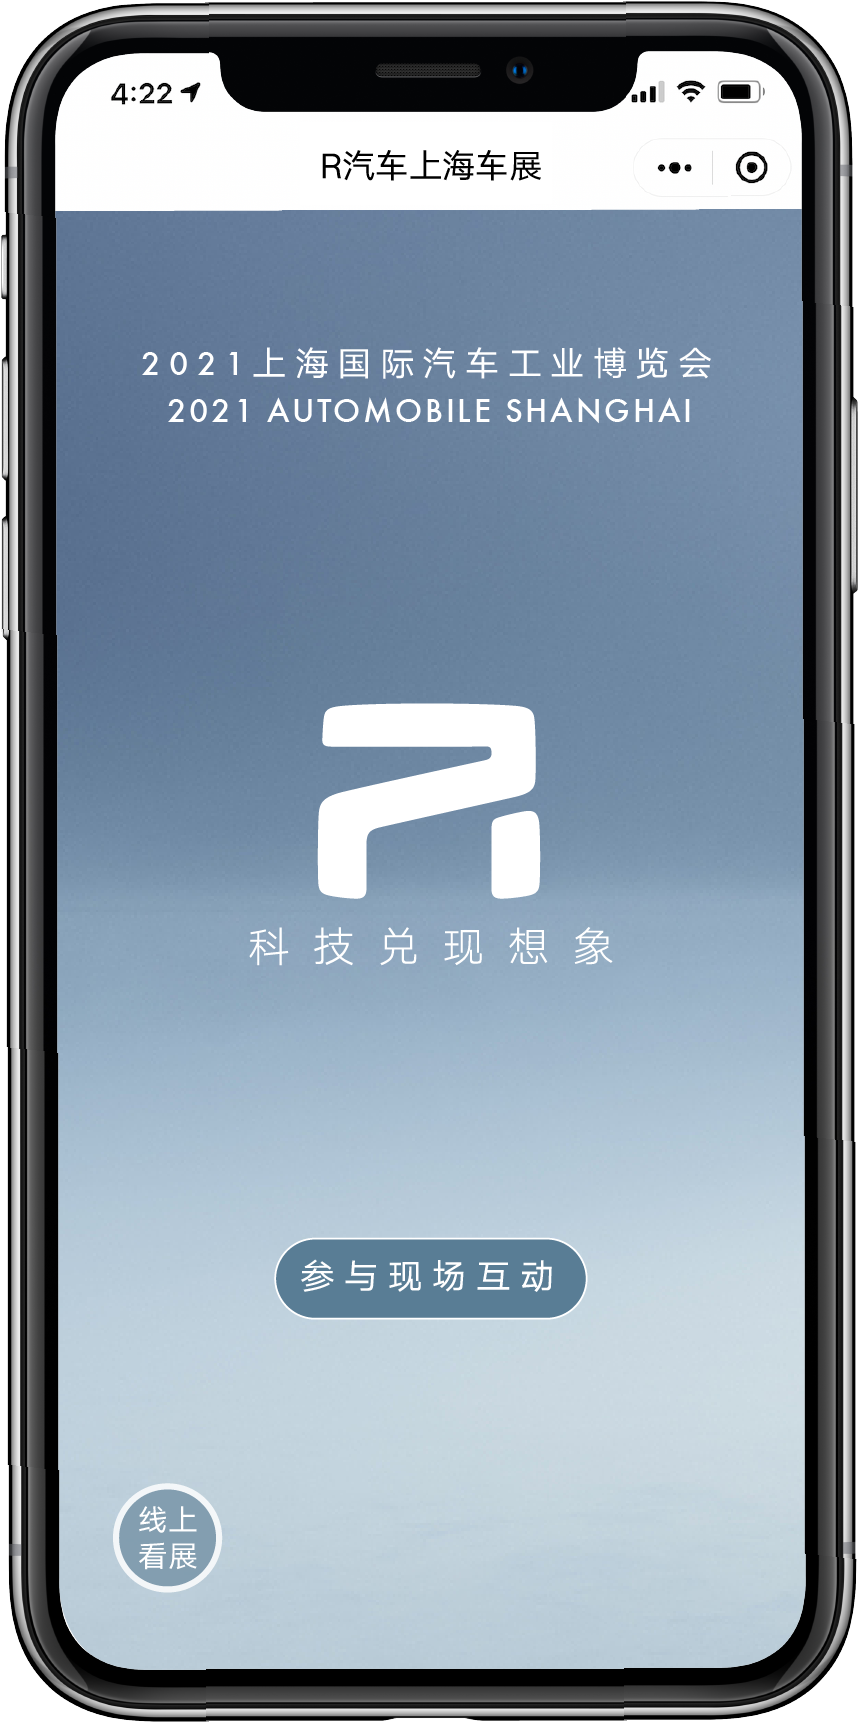 4:22
R汽车上海车展
2021上海国际汽车工业博览会
2021 AUTOMOBILE SHANGHAI
科技兑现想象
参与现场互动
线上
看展